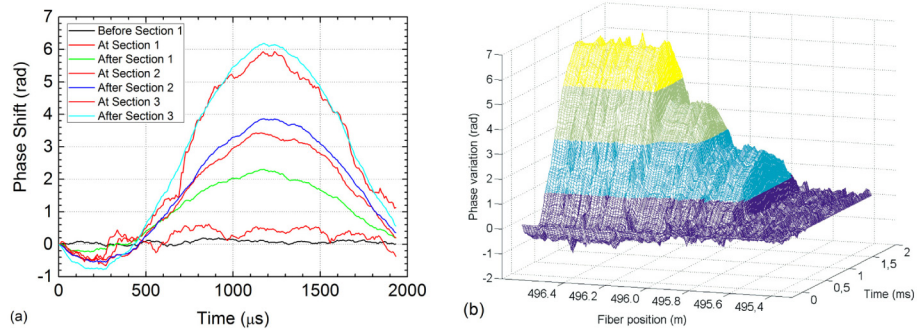 (a)
Phase Shift (rad)
7
6
5
4
3
2
1
0
-1
Before Section 1
At Section 1
After Section 1
At Section 2
After Section 2
At Section 3
After Section 3
0 500 1000 1500 2000
Time (μs)
(b)
Phase variation (rad)
7
6
5
4
3
2
1
0
-1
-2
496.4 496.2 496.0 495.8 495.6 495,4
Fiber position (m)
0 0,5 1 1,5 2
Time (ms)